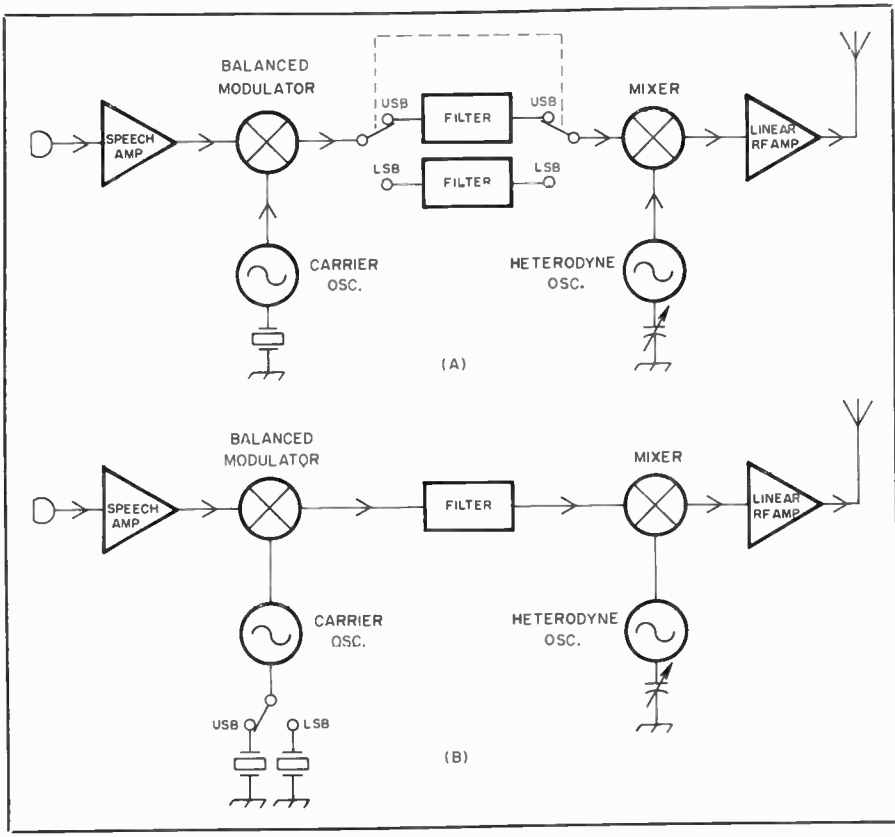 BALANCED
MODULATOR
MIXER
USB
USB
FILTER
SPEECH
AMP
LINEAR
RF AMP
LSB
LSB
FILTER
CARRIER
OSC.
HETERODYNE
OSC.
(A)
BALANCED
MODULATOR
MIXER
SPEECH
AMP
FILTER
LINEAR
RF AMP
CARRIER
OSC.
HETERODYNE
OSC.
USB
LSB
(B)